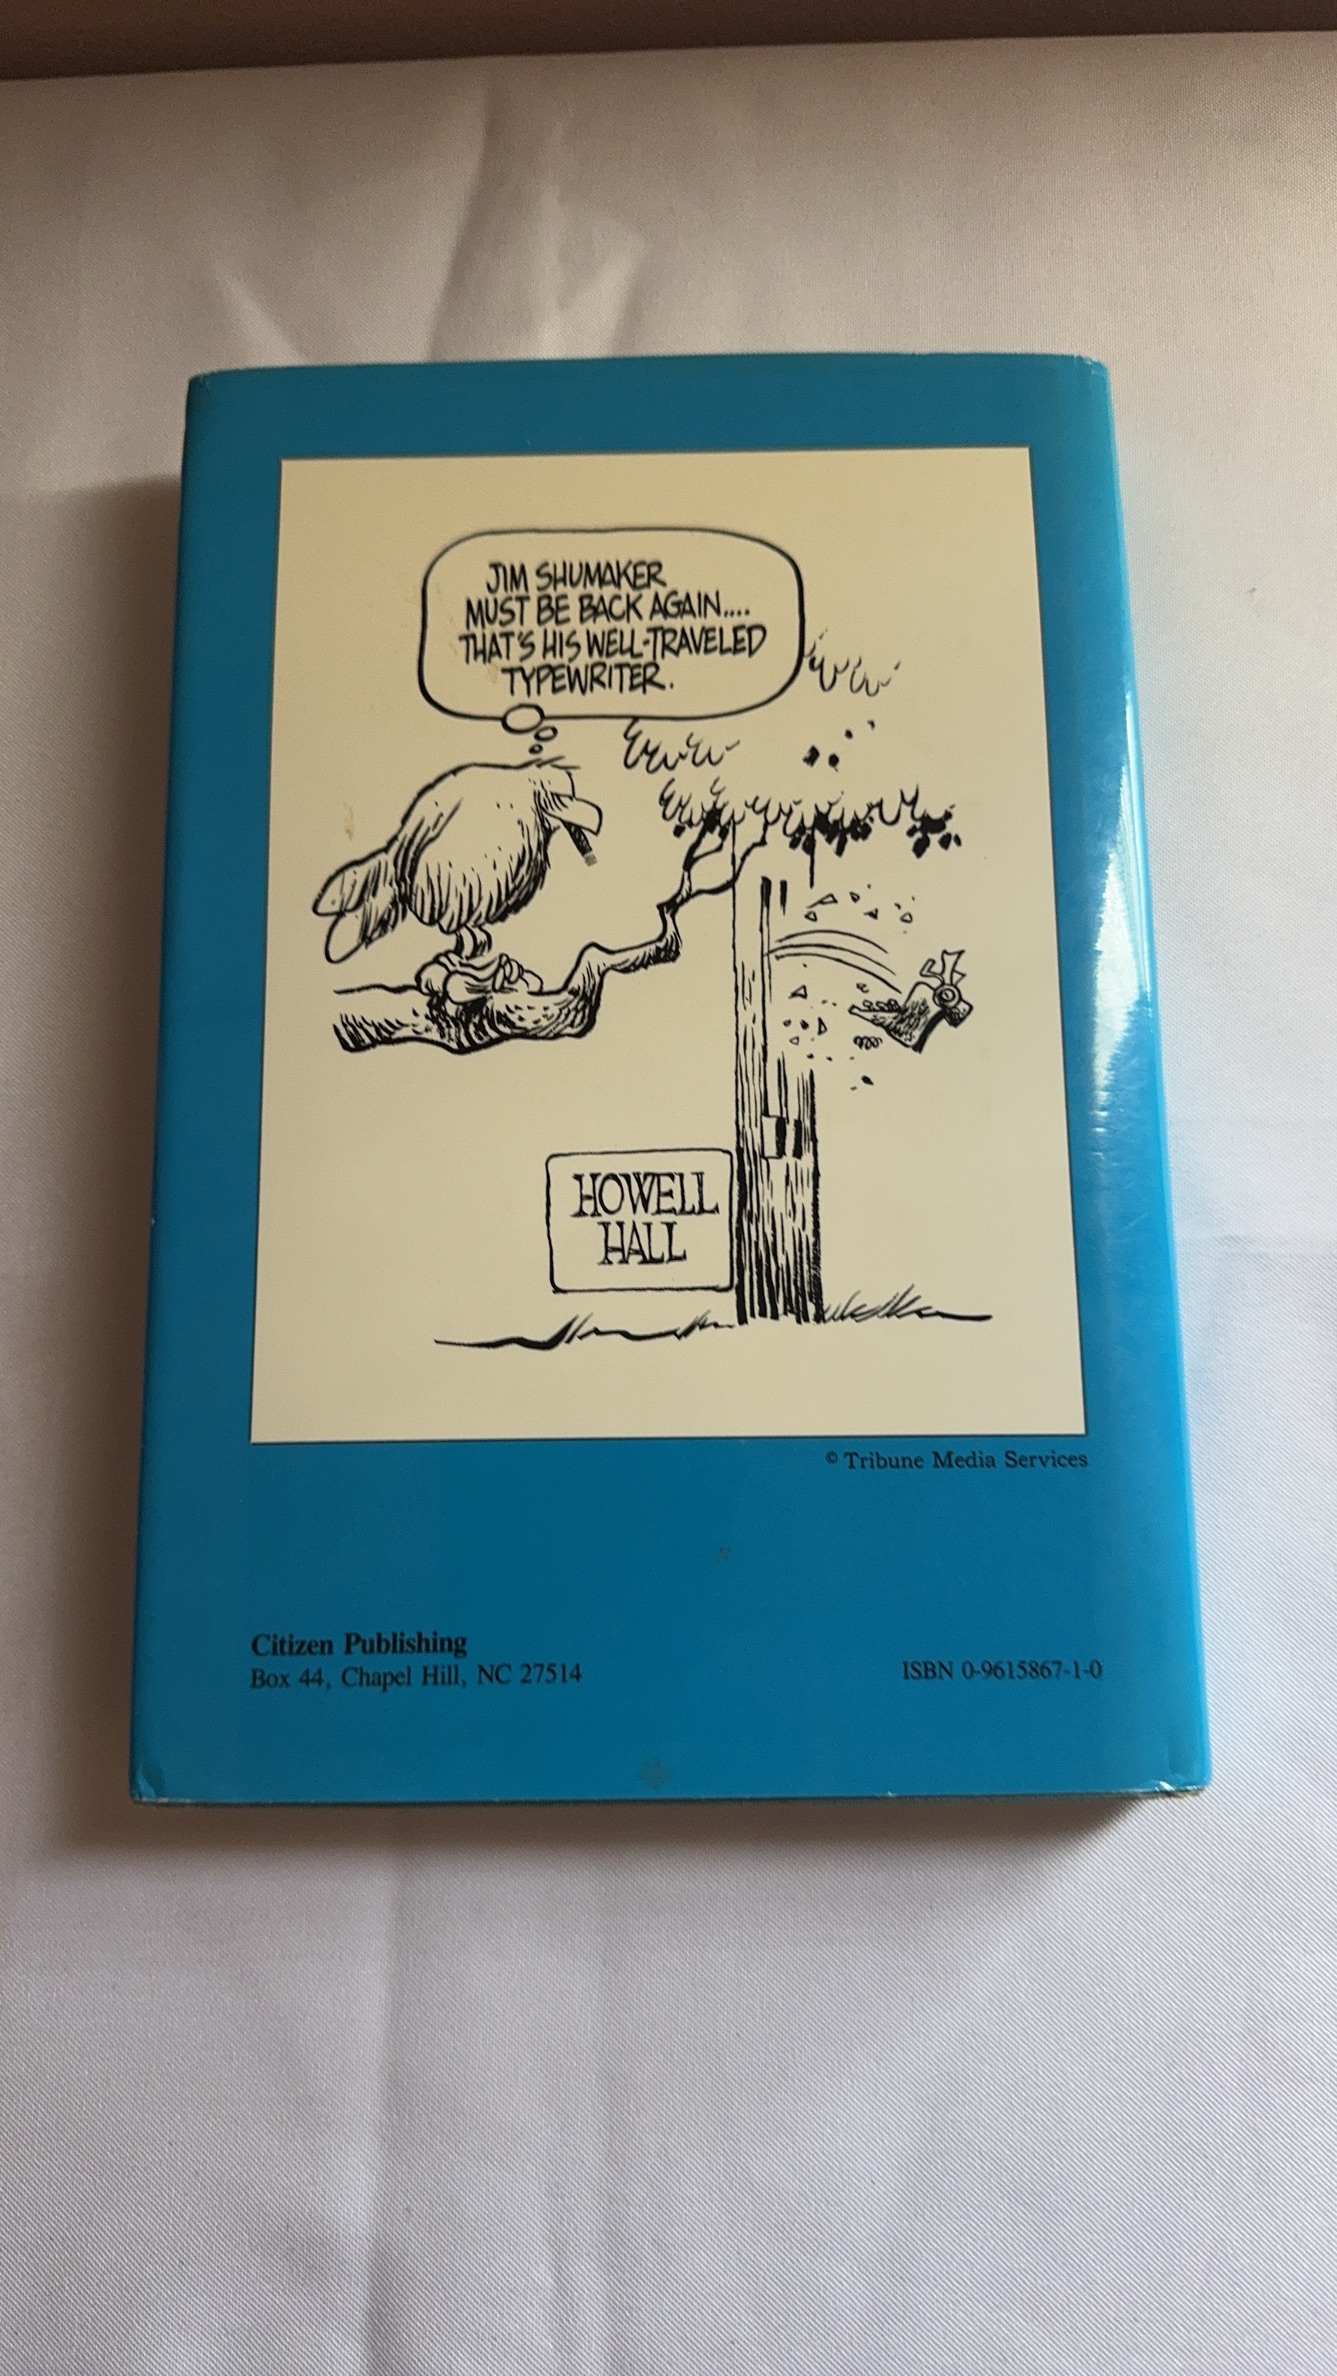 JIM SHUMAKER
MUST BE BACK AGAIN....
THAT'S HIS WELL-TRAVELED
TYPEWRITER.
HOWELL
HALL
© Tribune Media Services
Citizen Publishing
Box 44, Chapel Hill, NC 27514
ISBN 0-9615867-1-0